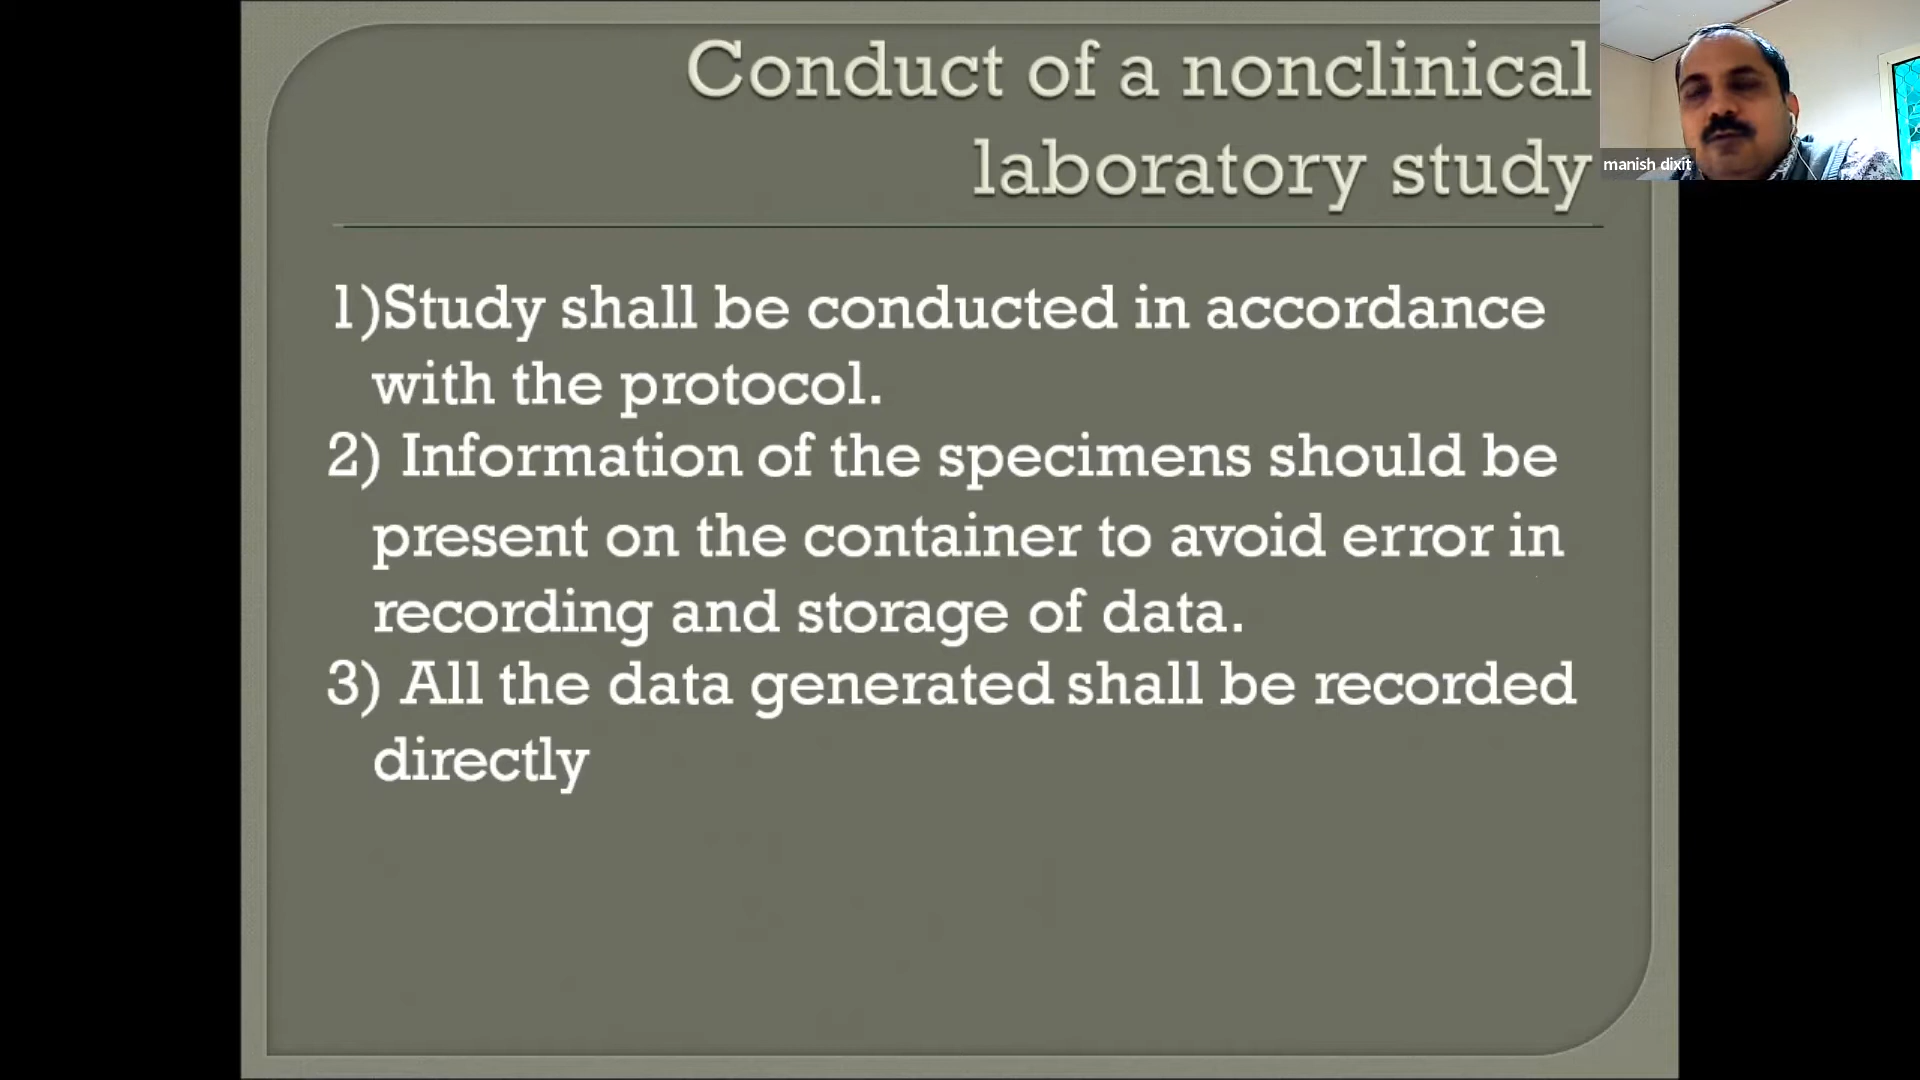 Conduct of a nonclinical
laboratory study
manish dixit
1)Study shall be conducted in accordance
with the protocol.
2) Information of the specimens should be
present on the container to avoid error in
recording and storage of data.
3) All the data generated shall be recorded
directly